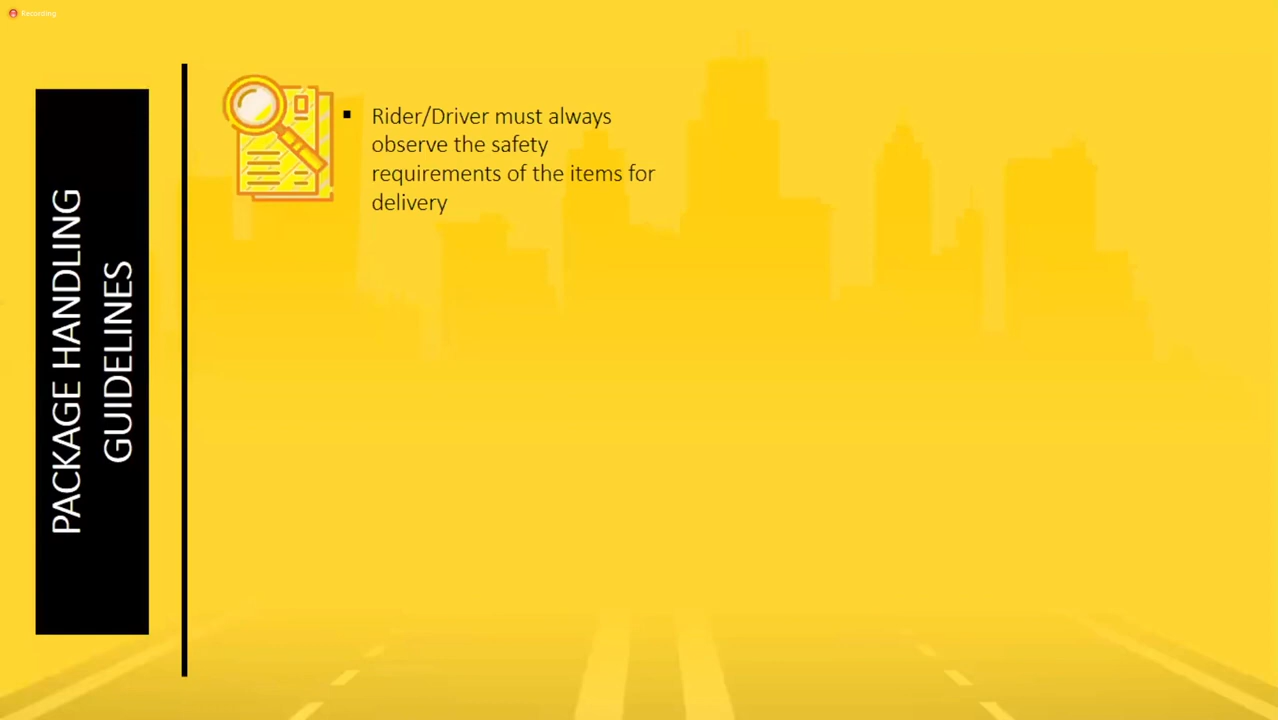 Recording
PACKAGE HANDLING
GUIDELINES
▪ Rider/Driver must always
observe the safety
requirements of the items for
delivery